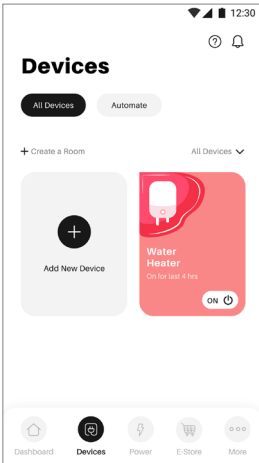 12:30
Devices
All Devices
Automate
+ Create a Room
All Devices
Add New Device
Water
Heater
On for last 4 hrs
ON
Dashboard
Devices
Power
E-Store
More